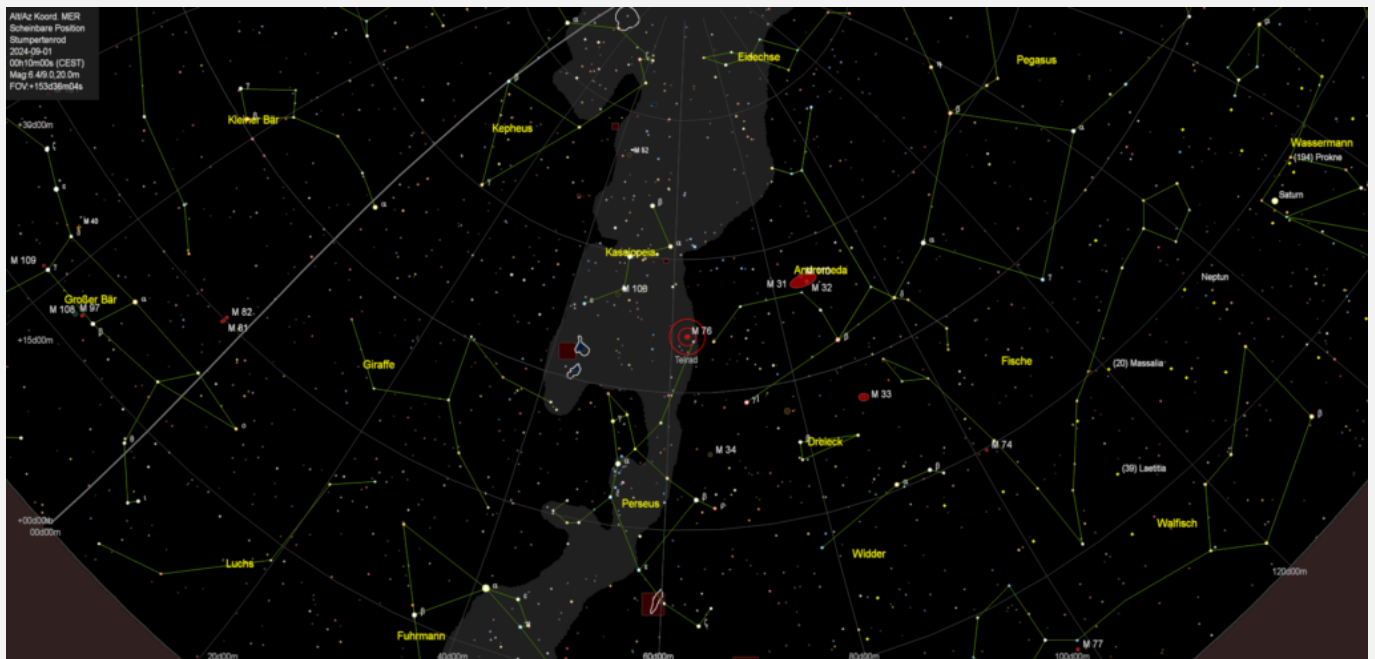 Alt/Az Koord. MER
Scheinbare Position
Stumpertenrod
2024-09-01
00h10m00s (CEST)
Mag:6.4/9.0,20.0m
FOV:+153d36m04s
α
Eidechse
Pegasus
Kleiner Bär
Kepheus
+30d00m
M 52
Wassermann
(194) Prokne
Saturn
M 40
M 109
Kassiopeia
Andromeda
M 31
M 32
Neptun
Großer Bär
M 108 M 97
M 103
M 82
M 81
+15d00m
M 76
Telrad
Giraffe
Fische
(20) Massalia
M 33
Dreieck
M 34
M 74
(39) Laetitia
Perseus
+00d00m
00d00m
Walfisch
Luchs
Widder
120d00m
Fuhrmann
M 77
20d00m
40d00m
60d00m
80d00m
100d00m